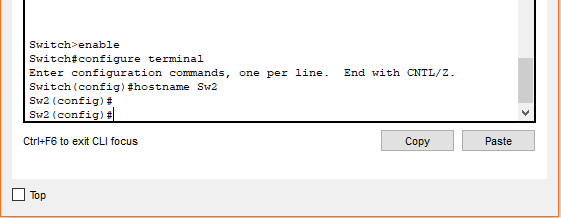 Switch>enable
Switch#configure terminal
Enter configuration commands, one per line.  End with CNTL/Z.
Switch(config)#hostname Sw2
Sw2(config)#
Sw2(config)#
Ctrl+F6 to exit CLI focus
Copy
Paste
Top